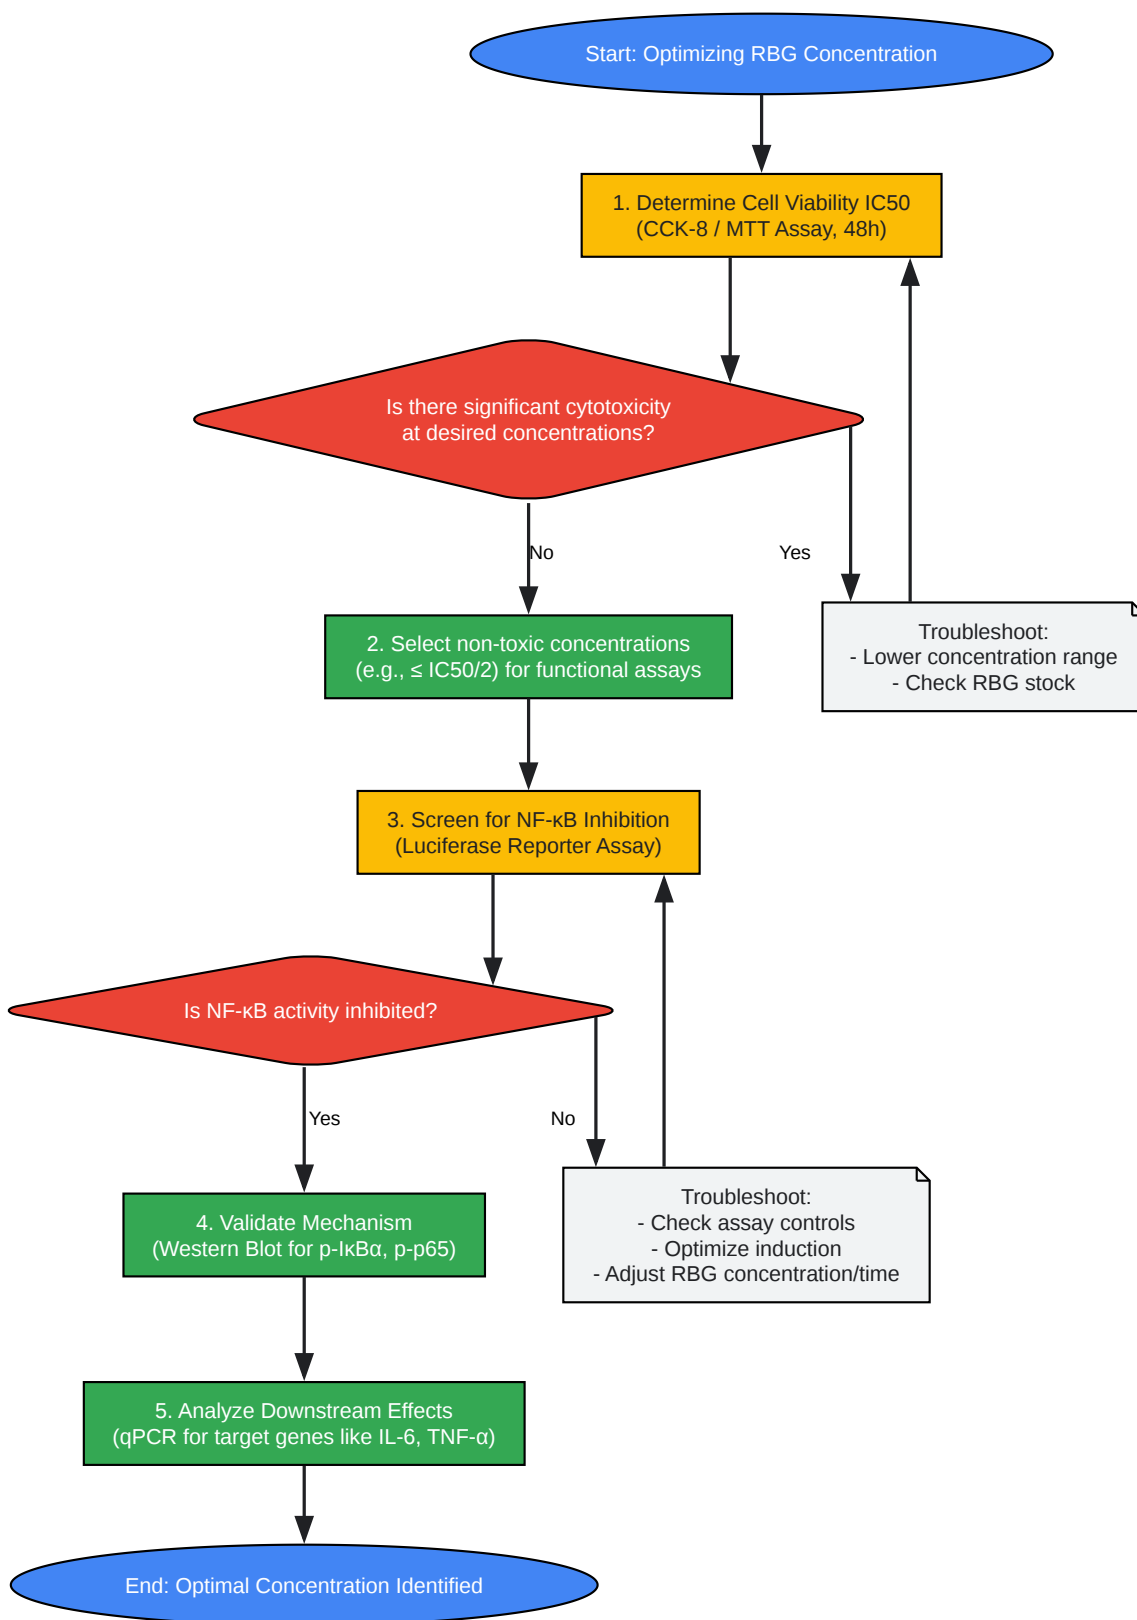 Start: Optimizing RBG Concentration
1. Determine Cell Viability IC50
(CCK-8 / MTT Assay, 48h)
Is there significant cytotoxicity
at desired concentrations?
No
Yes
2. Select non-toxic concentrations
(e.g., ≤ IC50/2) for functional assays
Troubleshoot:
- Lower concentration range
- Check RBG stock
3. Screen for NF-κB Inhibition
(Luciferase Reporter Assay)
Is NF-κB activity inhibited?
Yes
No
4. Validate Mechanism
(Western Blot for p-IκBα, p-p65)
Troubleshoot:
- Check assay controls
- Optimize induction
- Adjust RBG concentration/time
5. Analyze Downstream Effects
(qPCR for target genes like IL-6, TNF-α)
End: Optimal Concentration Identified